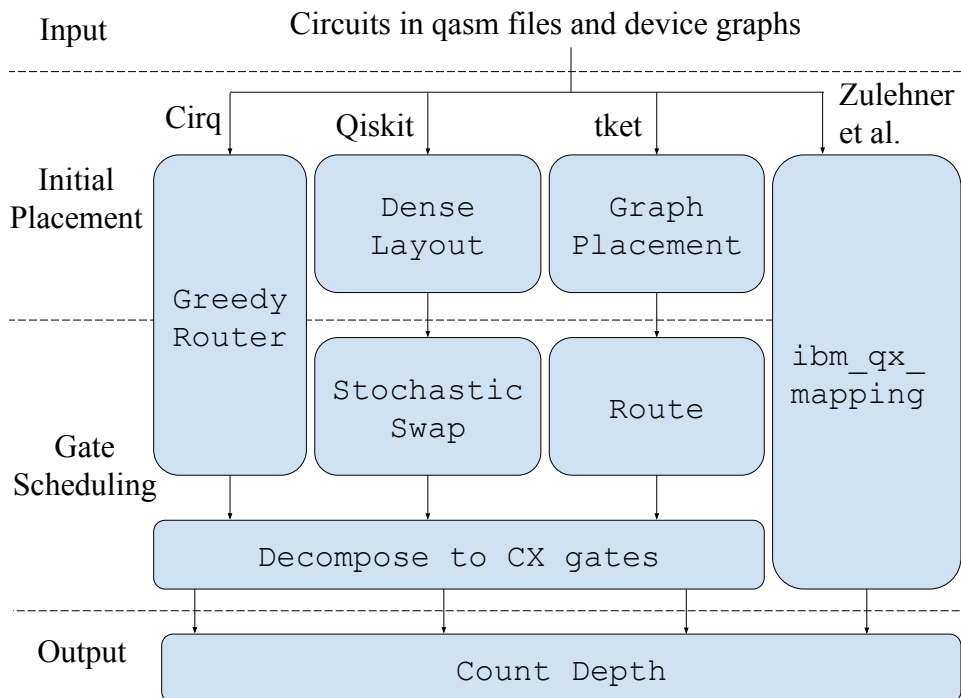 Input
Circuits in qasm files and device graphs
Cirq
Qiskit
tket
Zulehner
et al.
Initial
Placement
Dense
Layout
Graph
Placement
Greedy
Router
ibm_qx_
mapping
Stochastic
Swap
Route
Gate
Scheduling
Decompose to CX gates
Output
Count Depth